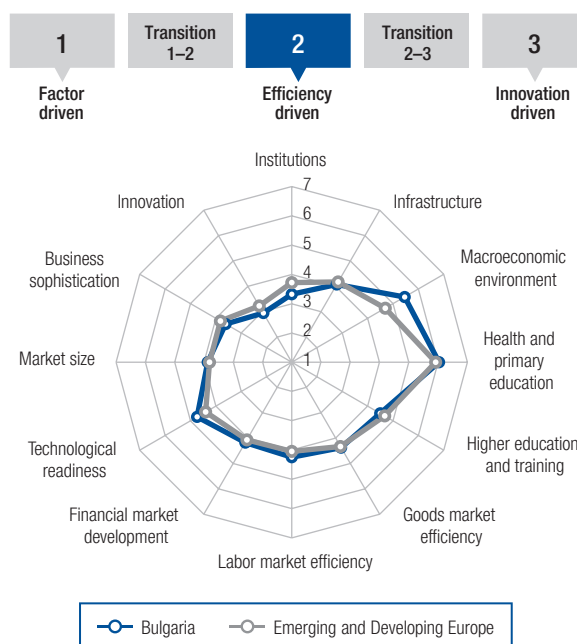 1
Transition
1–2
2
Transition
2–3
3
Factor
driven
Efficiency
driven
Innovation
driven
Institutions
Infrastructure
Macroeconomic
environment
Health and
primary
education
Higher education
and training
Goods market
efficiency
Labor market efficiency
Financial market
development
Technological
readiness
Market size
Business
sophistication
Innovation
7
6
5
4
3
2
1
Bulgaria
Emerging and Developing Europe